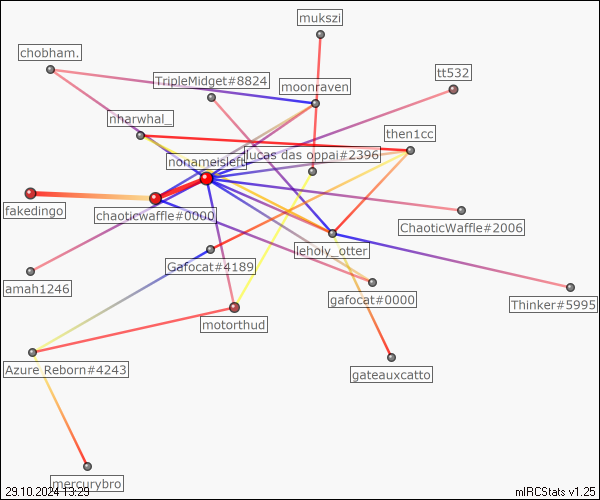 mukszi
chobham.
tt532
TripleMidget#8824
moonraven
nharwhal_
then1cc
lucas das oppai#2396
nonameisleft
fakedingo
chaoticwaffle#0000
ChaoticWaffle#2006
leholy_otter
Gafocat#4189
amah1246
gafocat#0000
Thinker#5995
motorthud
Azure Reborn#4243
gateauxcatto
mercurybro
29.10.2024 13:29
mIRCStats v1.25